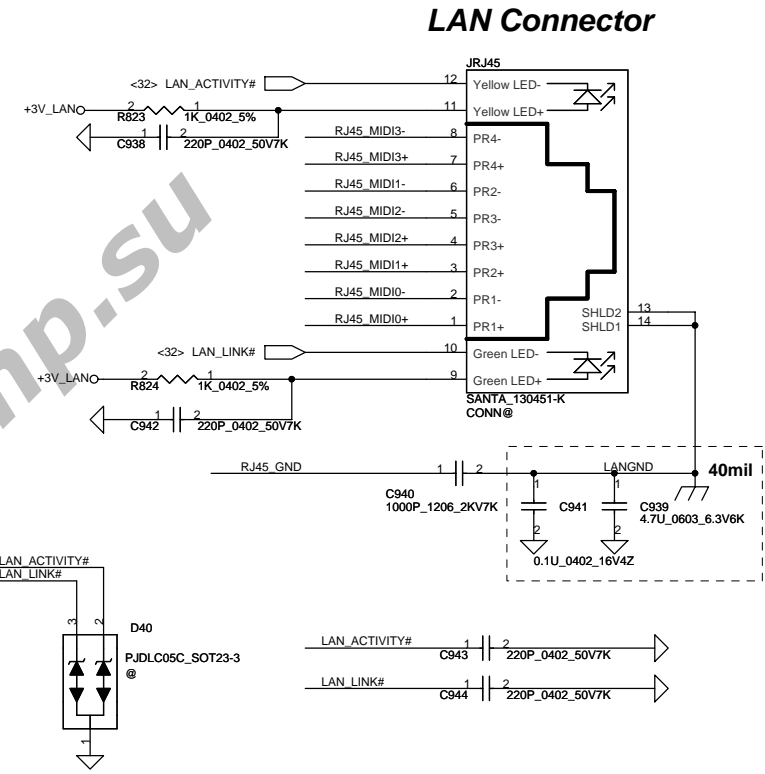 LAN Connector
JRJ45
<32> LAN_ACTIVITY#
12 Yellow LED-
+3V_LAN
2 1
R823 1K_0402_5%
11 Yellow LED+
1 2
C938 220P_0402_50V7K
RJ45_MIDI3- 8 PR4-
RJ45_MIDI3+ 7 PR4+
RJ45_MIDI1- 6 PR2-
RJ45_MIDI2- 5 PR3-
RJ45_MIDI2+ 4 PR3+
RJ45_MIDI1+ 3 PR2+
RJ45_MIDI0- 2 PR1-
RJ45_MIDI0+ 1 PR1+
SHLD2 13
SHLD1 14
<32> LAN_LINK#
10 Green LED-
+3V_LAN
2 1
R824 1K_0402_5%
9 Green LED+
SANTA_130451-K
CONN@
1 2
C942 220P_0402_50V7K
RJ45_GND
1 2
C940
1000P_1206_2KV7K
LANGND
40mil
1 2
C941
0.1U_0402_16V4Z
1 2
C939
4.7U_0603_6.3V6K
LAN_ACTIVITY#
LAN_LINK#
3 2
D40
PJDLC05C_SOT23-3
@
1
LAN_ACTIVITY#
1 2
C943 220P_0402_50V7K
LAN_LINK#
1 2
C944 220P_0402_50V7K
mp.su